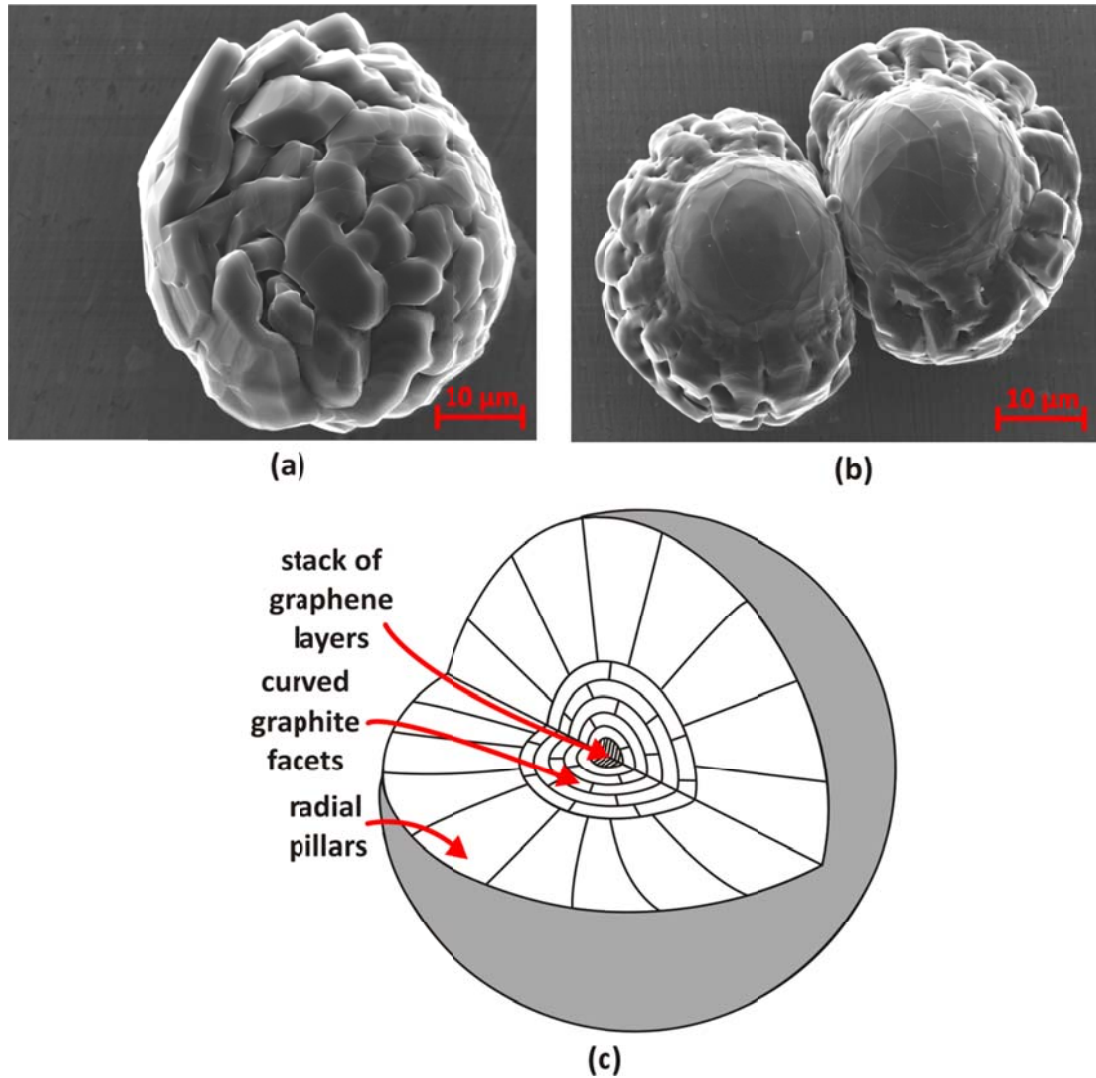 10 μm
(a)
10 μm
(b)
stack of
graphene
layers
curved
graphite
facets
radial
pillars
(c)